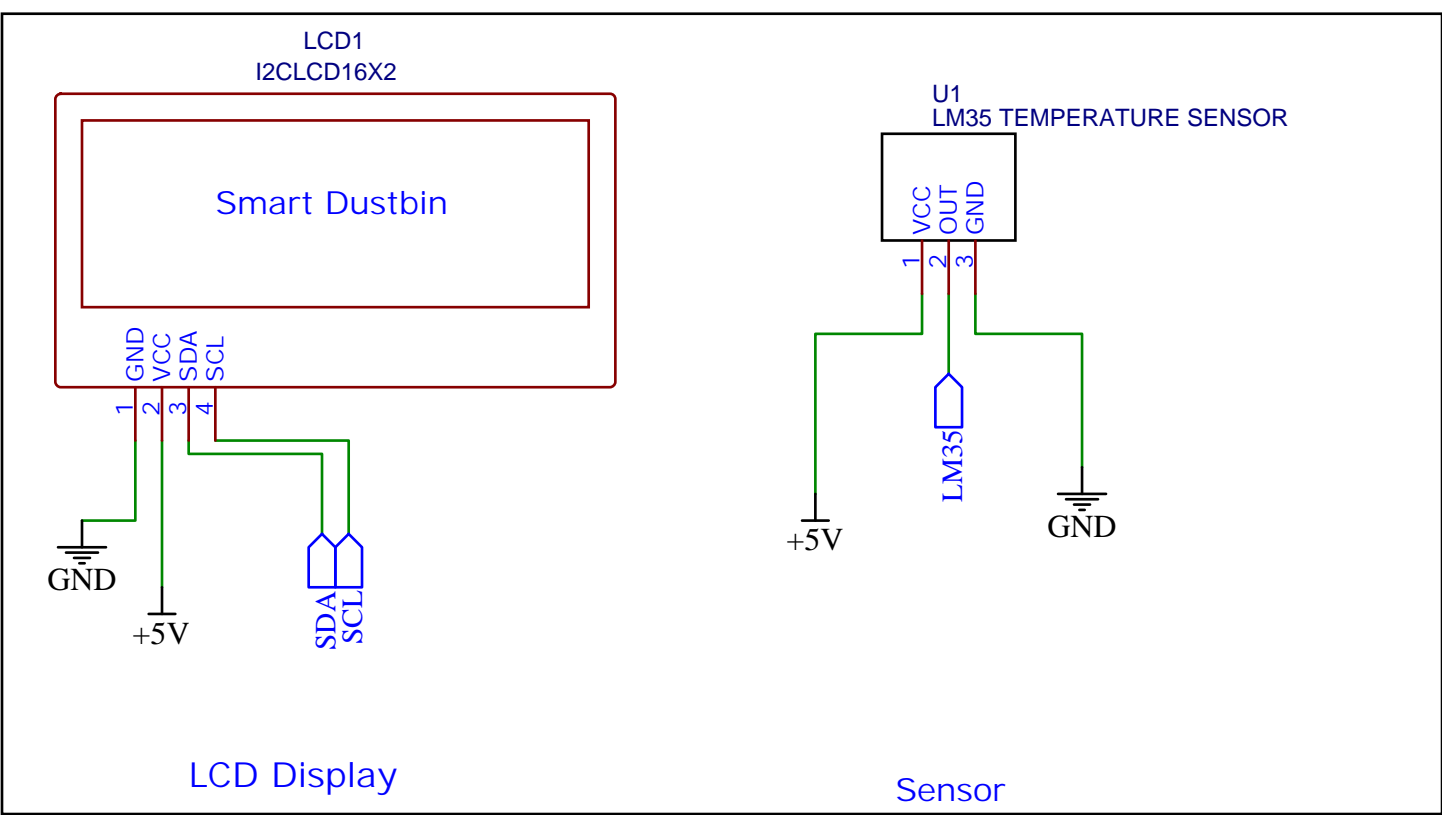 LCD1
I2CLCD16X2
Smart Dustbin
GND
VCC
SDA
SCL
1
2
3
4
GND
+5V
SDA
SCL
LCD Display
U1
LM35 TEMPERATURE SENSOR
VCC
OUT
GND
1
2
3
+5V
LM35
GND
Sensor